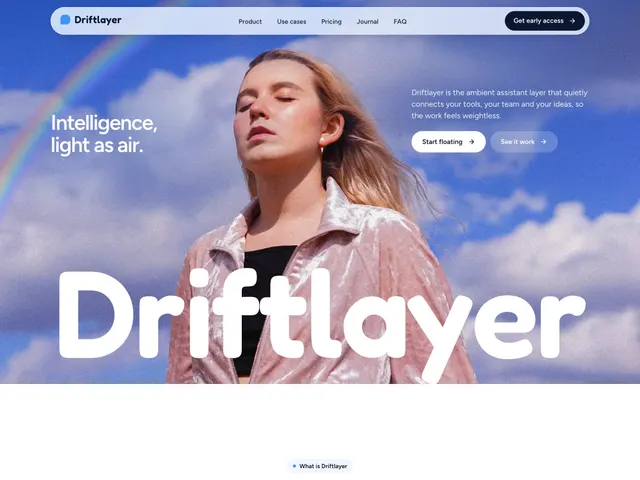 Driftlayer
Product
Use cases
Pricing
Journal
FAQ
Get early access
Intelligence,
light as air.
Driftlayer is the ambient assistant layer that quietly
connects your tools, your team and your ideas, so
the work feels weightless.
Start floating
See it work
Driftlayer
What is Driftlayer